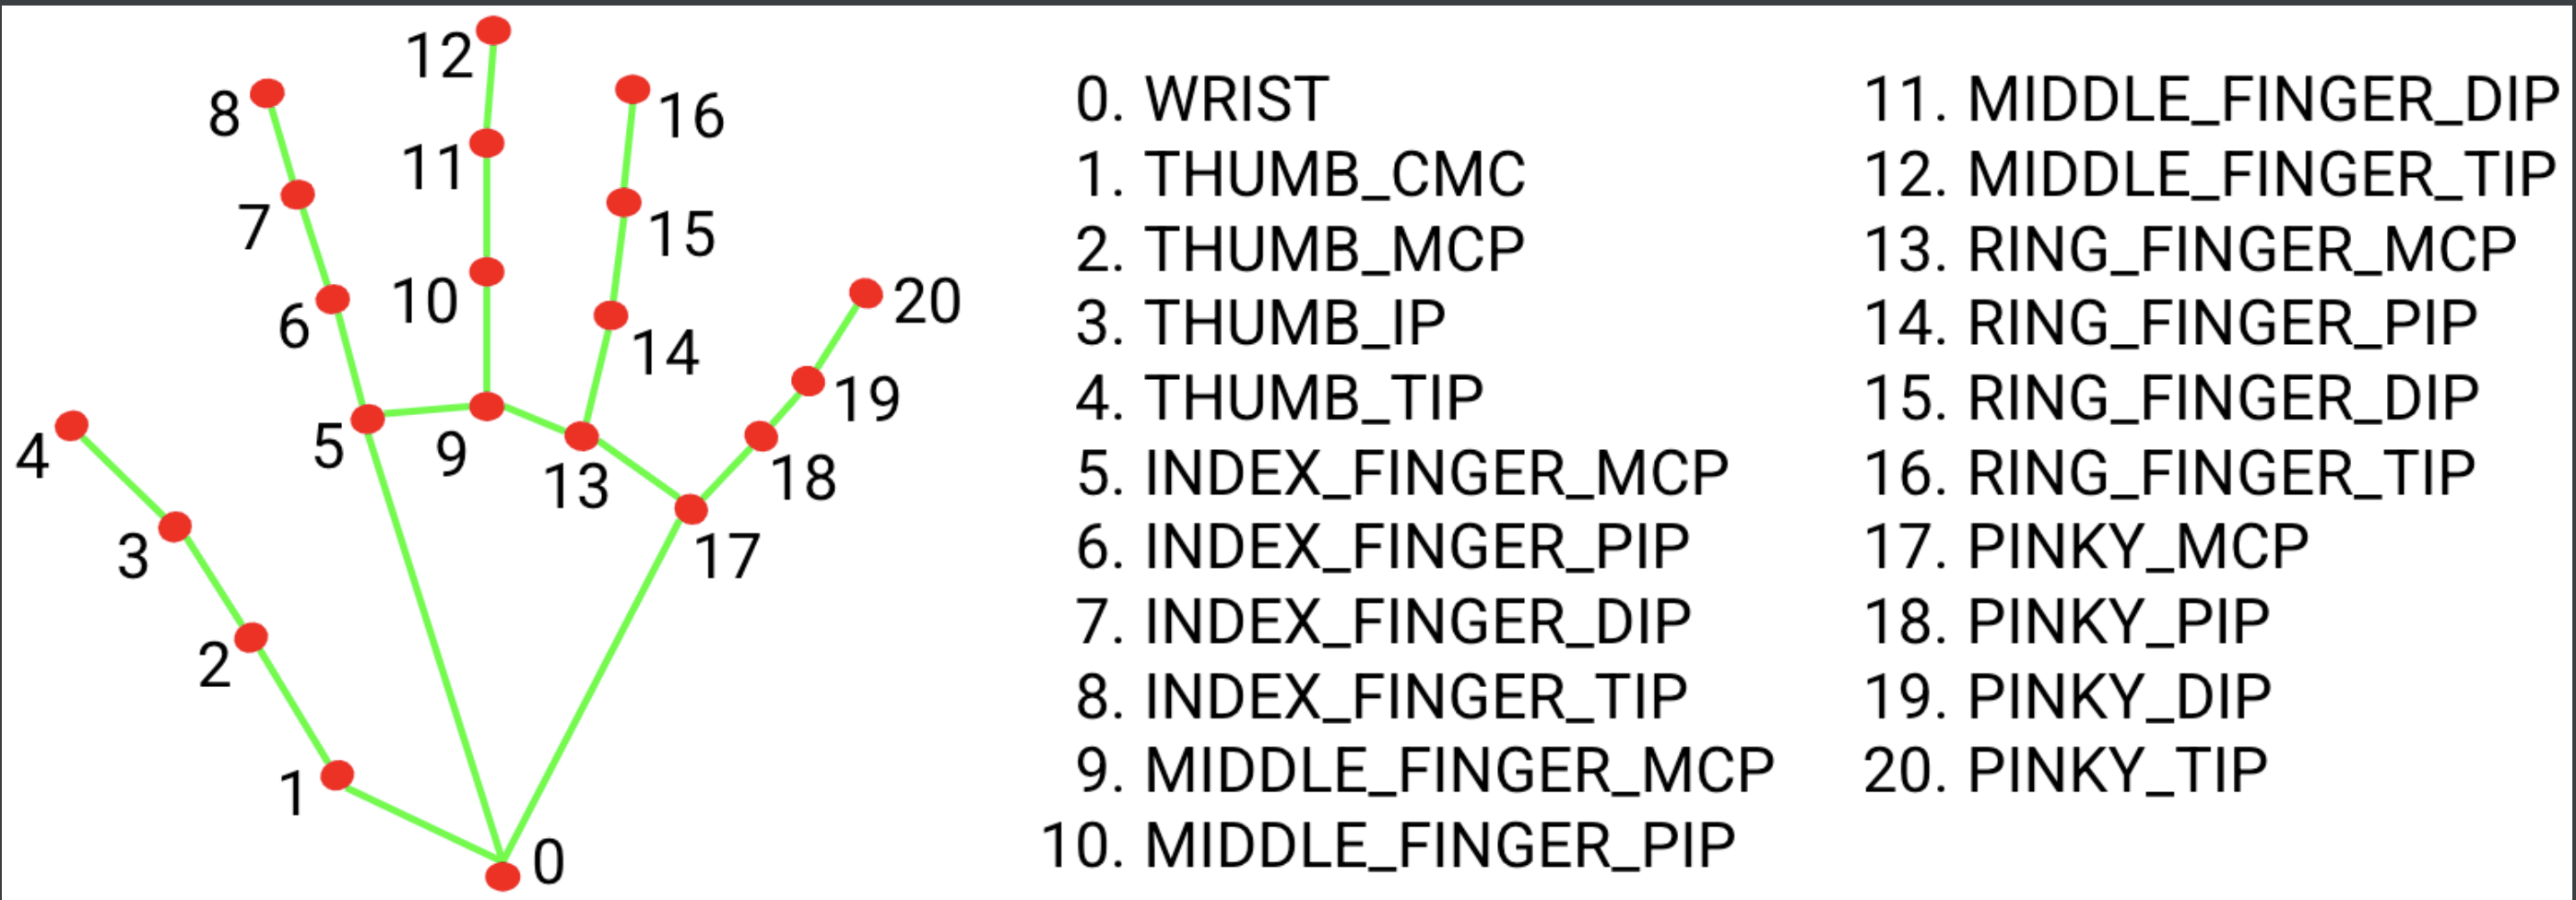 12
8
16
11
7
15
10
6
20
14
19
5
9
4
18
13
3
17
2
1
0
0. WRIST
1. THUMB_CMC
2. THUMB_MCP
3. THUMB_IP
4. THUMB_TIP
5. INDEX_FINGER_MCP
6. INDEX_FINGER_PIP
7. INDEX_FINGER_DIP
8. INDEX_FINGER_TIP
9. MIDDLE_FINGER_MCP
10. MIDDLE_FINGER_PIP
11. MIDDLE_FINGER_DIP
12. MIDDLE_FINGER_TIP
13. RING_FINGER_MCP
14. RING_FINGER_PIP
15. RING_FINGER_DIP
16. RING_FINGER_TIP
17. PINKY_MCP
18. PINKY_PIP
19. PINKY_DIP
20. PINKY_TIP